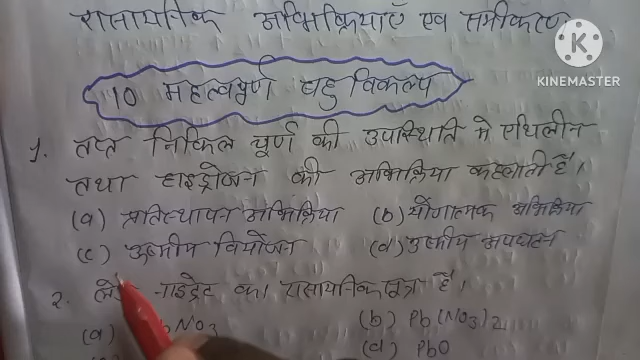 रासायनिक अभिक्रियाएँ एवं समीकरण
KINEMASTER
10 महत्वपूर्ण बहु विकल्प
1. तप्त निकिल चूर्ण की उपस्थिति में एथिलीन
तथा हाइड्रोजन की अभिक्रिया कहलाती है।
(a) प्रतिस्थापन अभिक्रिया (b) योगात्मक अभिक्रिया
(c) ऊष्मीय वियोजन (d) ऊष्मीय अपघटन
2. नाइट्रेट का रासायनिक सूत्र है।
(a) NO3 (b) Pb(NO3)2
(d) PbO